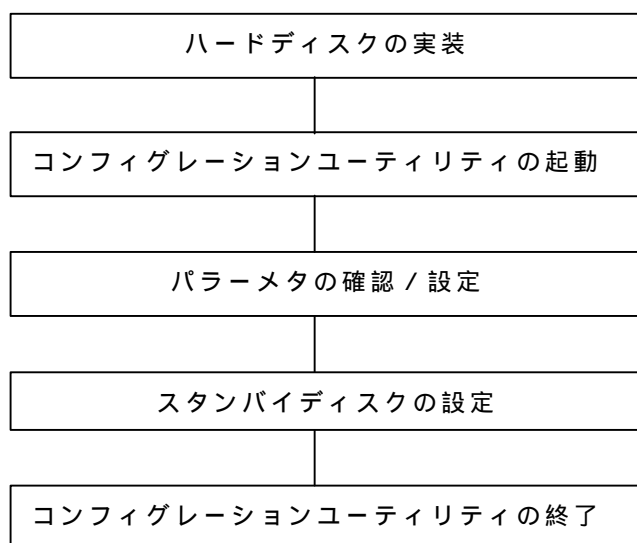 ハードディスクの実装
コンフィグレーションユーティリティの起動
パラーメタの確認 / 設定
スタンバイディスクの設定
コンフィグレーションユーティリティの終了